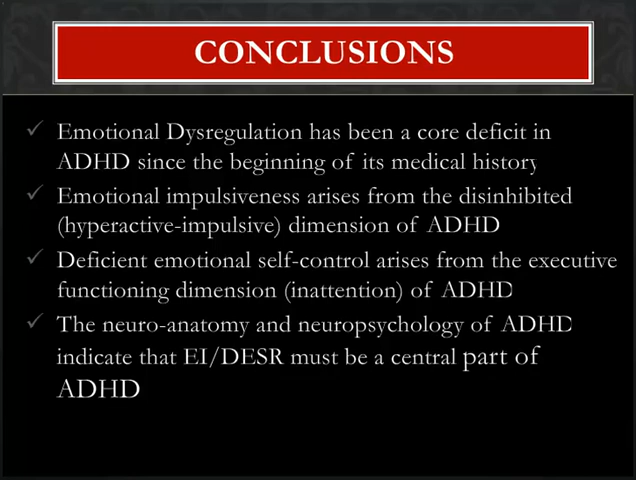 CONCLUSIONS
Emotional Dysregulation has been a core deficit in
ADHD since the beginning of its medical history
Emotional impulsiveness arises from the disinhibited
(hyperactive-impulsive) dimension of ADHD
Deficient emotional self-control arises from the executive
functioning dimension (inattention) of ADHD
The neuro-anatomy and neuropsychology of ADHD
indicate that EI/DESR must be a central part of
ADHD